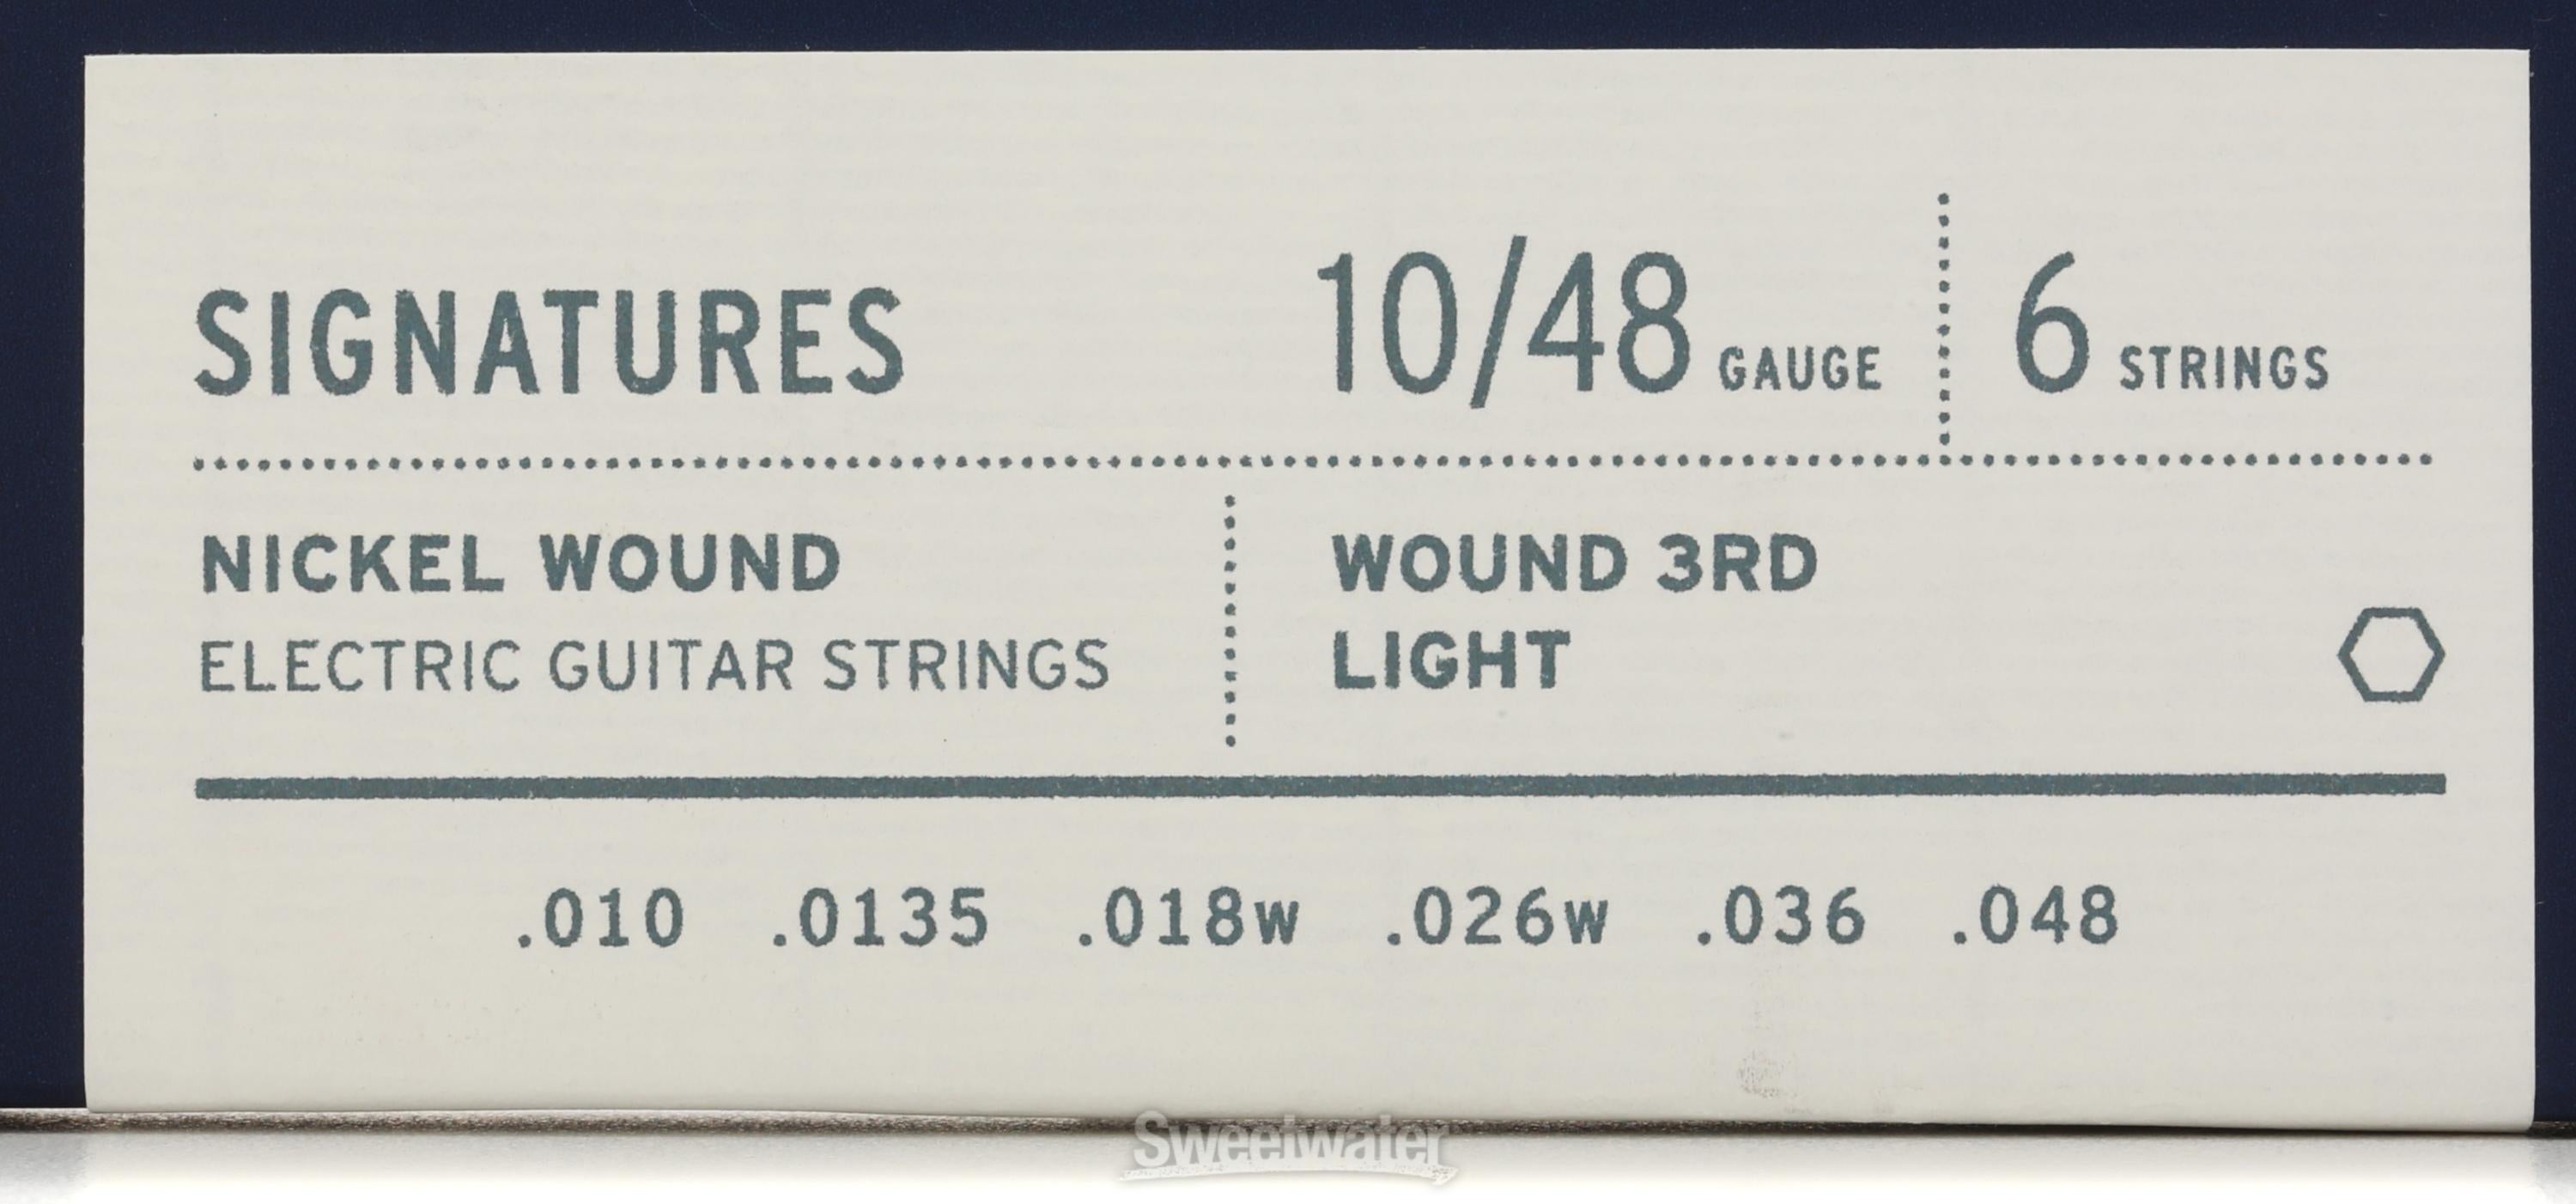 SIGNATURES
10/48 GAUGE
6 STRINGS
NICKEL WOUND
ELECTRIC GUITAR STRINGS
WOUND 3RD
LIGHT
.010 .0135 .018w .026w .036 .048
Sweetwater